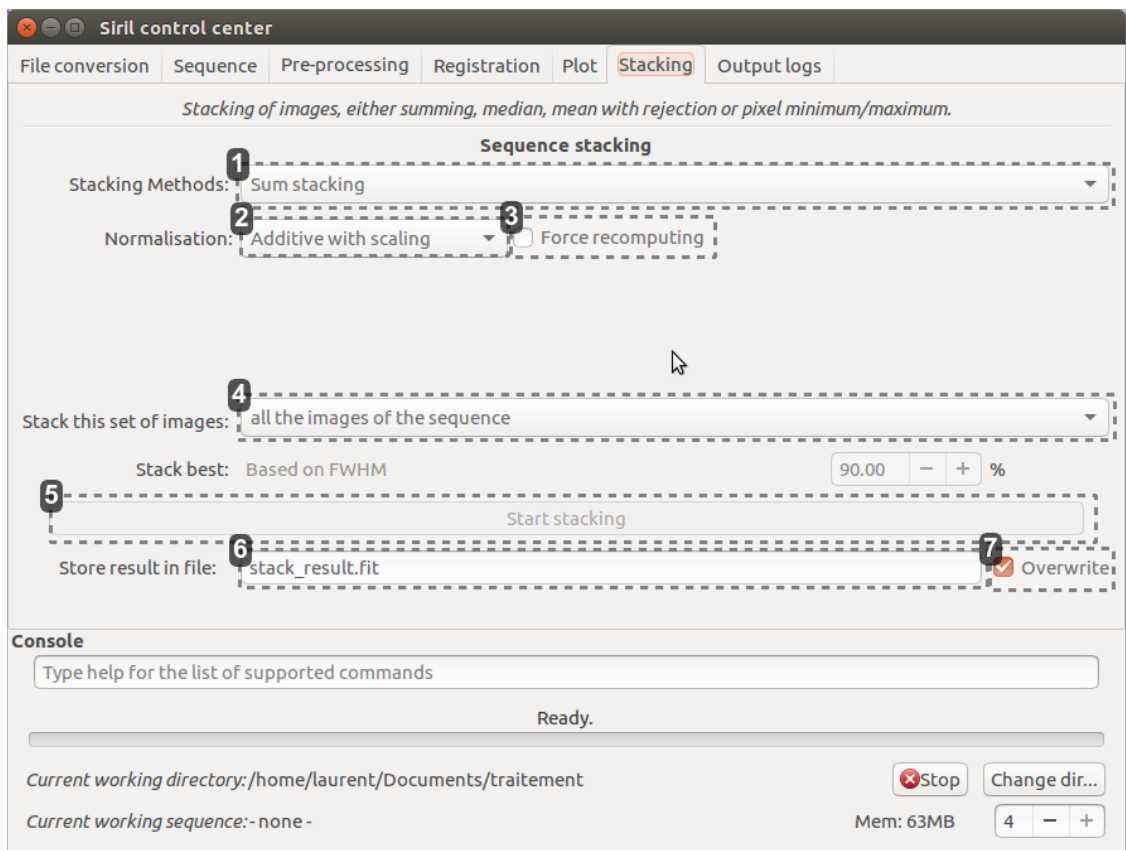 Siril control center
File conversion Sequence Pre-processing Registration Plot Stacking Output logs
Stacking of images, either summing, median, mean with rejection or pixel minimum/maximum.
Sequence stacking
1
Stacking Methods: Sum stacking
2 3
Normalisation: Additive with scaling Force recomputing
4
Stack this set of images: all the images of the sequence
Stack best: Based on FWHM 90.00 − + %
5
Start stacking
6 7
Store result in file: stack_result.fit Overwrite
Console
Type help for the list of supported commands
Ready.
Current working directory:/home/laurent/Documents/traitement Stop Change dir...
Current working sequence:- none - Mem: 63MB 4 − +